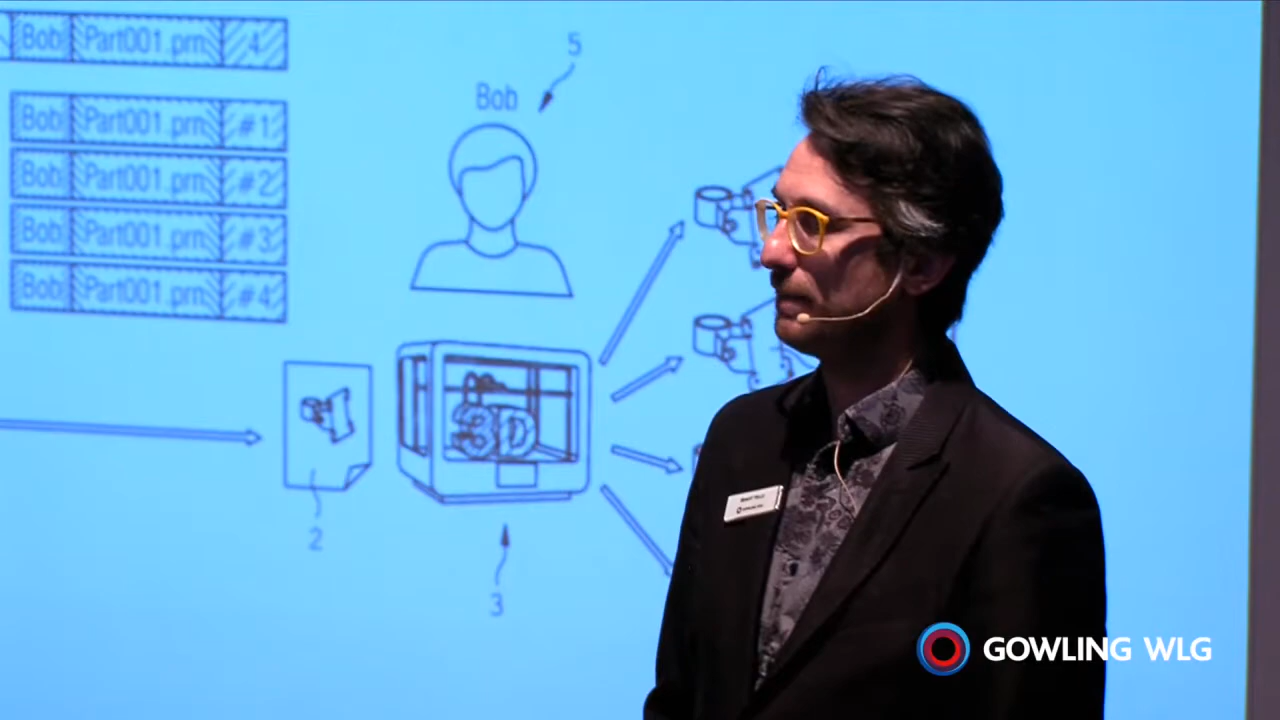 Bob Part001.prn 4
Bob Part001.prn #1
Bob Part001.prn #2
Bob Part001.prn #3
Bob Part001.prn #4
5
Bob
3D
2
3
GOWLING WLG